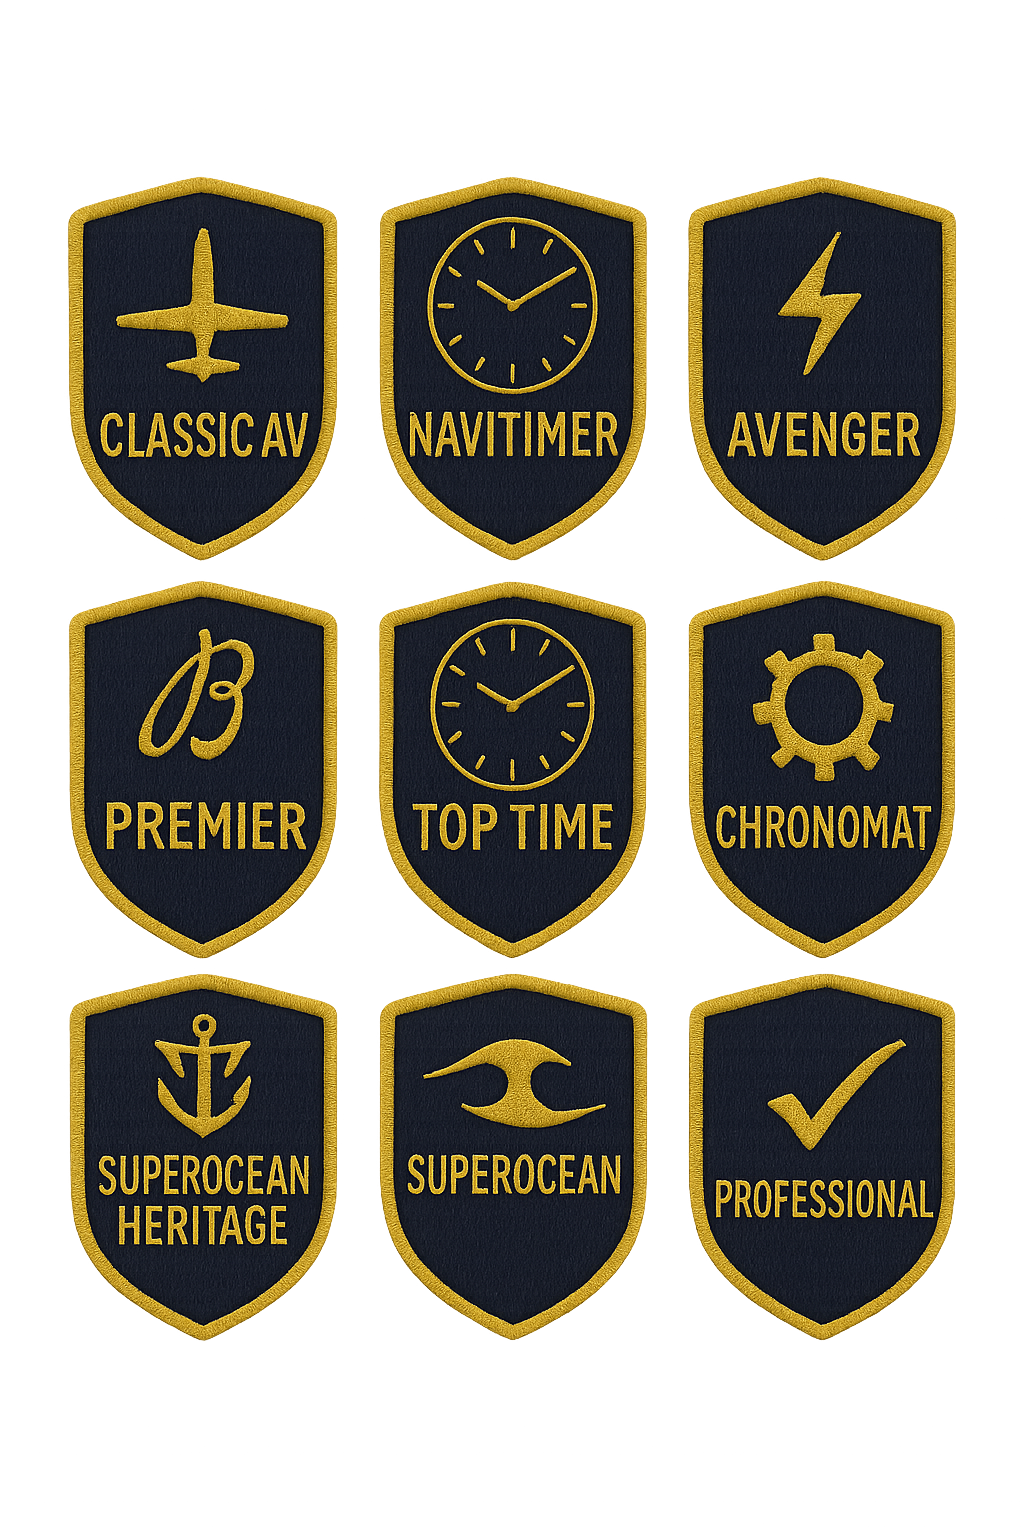 CLASSIC AV
NAVITIMER
AVENGER
B
PREMIER
TOP TIME
CHRONOMAT
SUPEROCEAN
HERITAGE
SUPEROCEAN
PROFESSIONAL